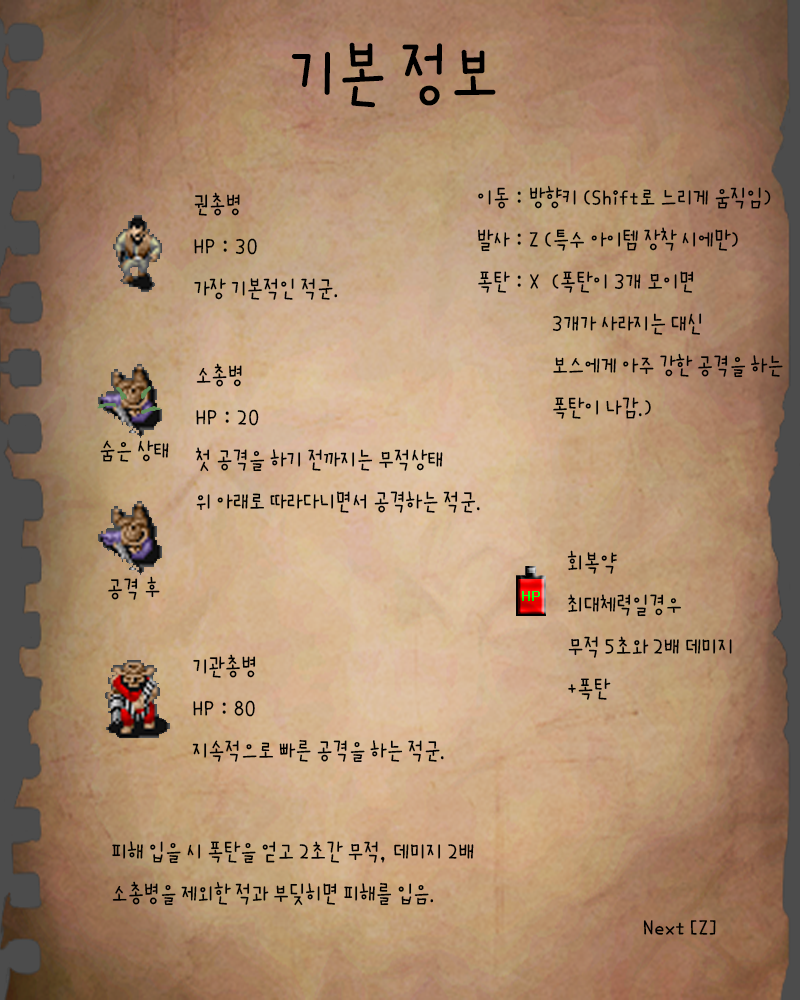 기본 정보
권총병
HP : 30
가장 기본적인 적군.
소총병
HP : 20
숨은 상태
첫 공격을 하기 전까지는 무적상태
위 아래로 따라다니면서 공격하는 적군.
공격 후
기관총병
HP : 80
지속적으로 빠른 공격을 하는 적군.
이동 : 방향키 (Shift로 느리게 움직임)
발사 : Z (특수 아이템 장착 시에만)
폭탄 : X (폭탄이 3개 모이면
3개가 사라지는 대신
보스에게 아주 강한 공격을 하는
폭탄이 나감.)
HP
회복약
최대체력일경우
무적 5초와 2배 데미지
+폭탄
피해 입을 시 폭탄을 얻고 2초간 무적, 데미지 2배
소총병을 제외한 적과 부딫히면 피해를 입음.
Next [Z]